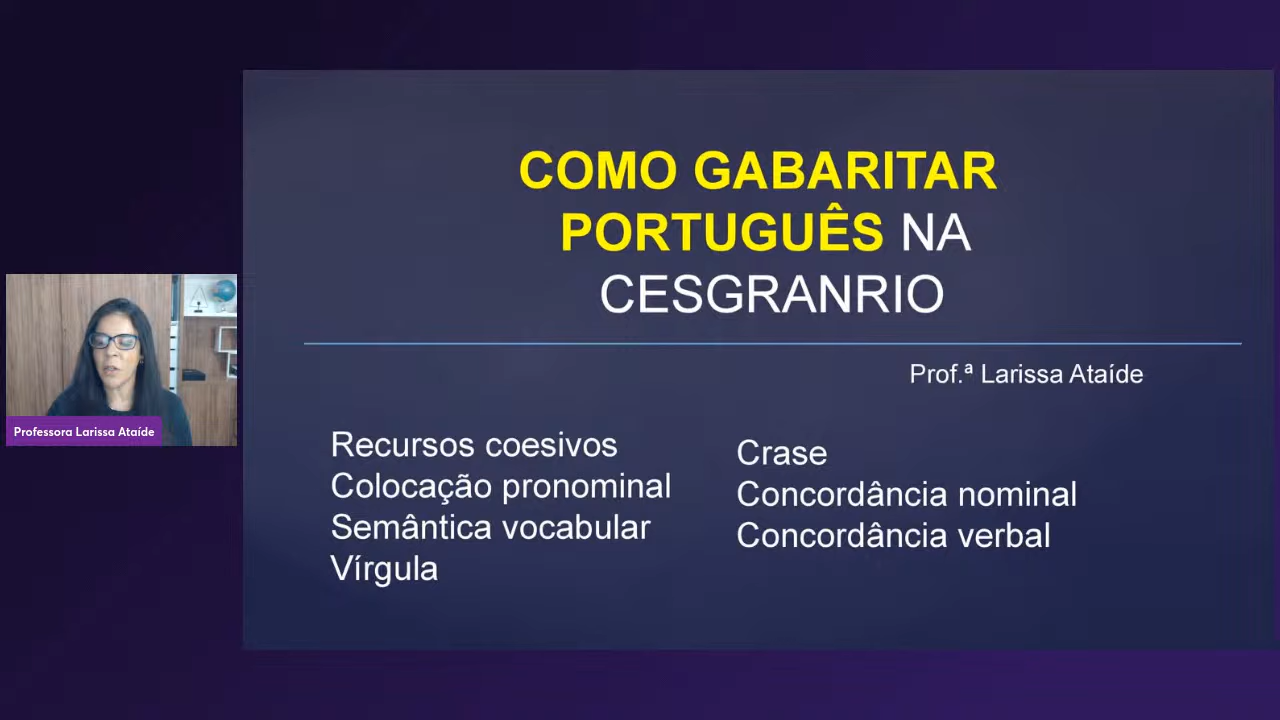 COMO GABARITAR
PORTUGUÊS NA
CESGRANRIO
Prof.ª Larissa Ataíde
Recursos coesivos
Colocação pronominal
Semântica vocabular
Vírgula
Crase
Concordância nominal
Concordância verbal
Professora Larissa Ataíde